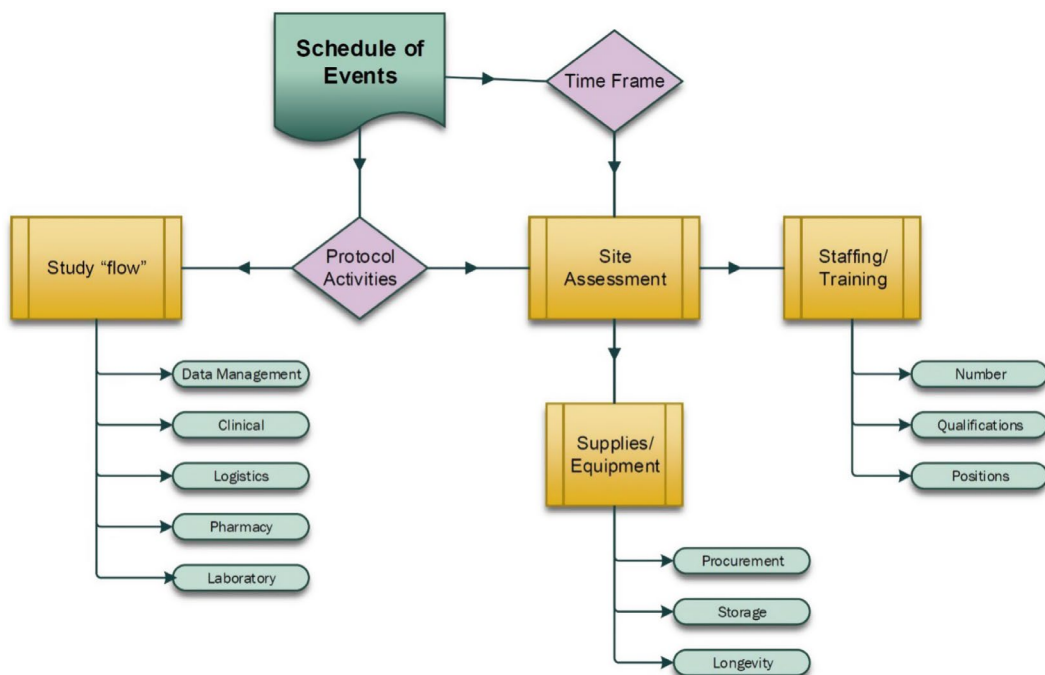 Schedule of
Events
Time Frame
Study “flow”
Protocol
Activities
Site
Assessment
Staffing/
Training
Data Management
Clinical
Logistics
Pharmacy
Laboratory
Supplies/
Equipment
Number
Qualifications
Positions
Procurement
Storage
Longevity